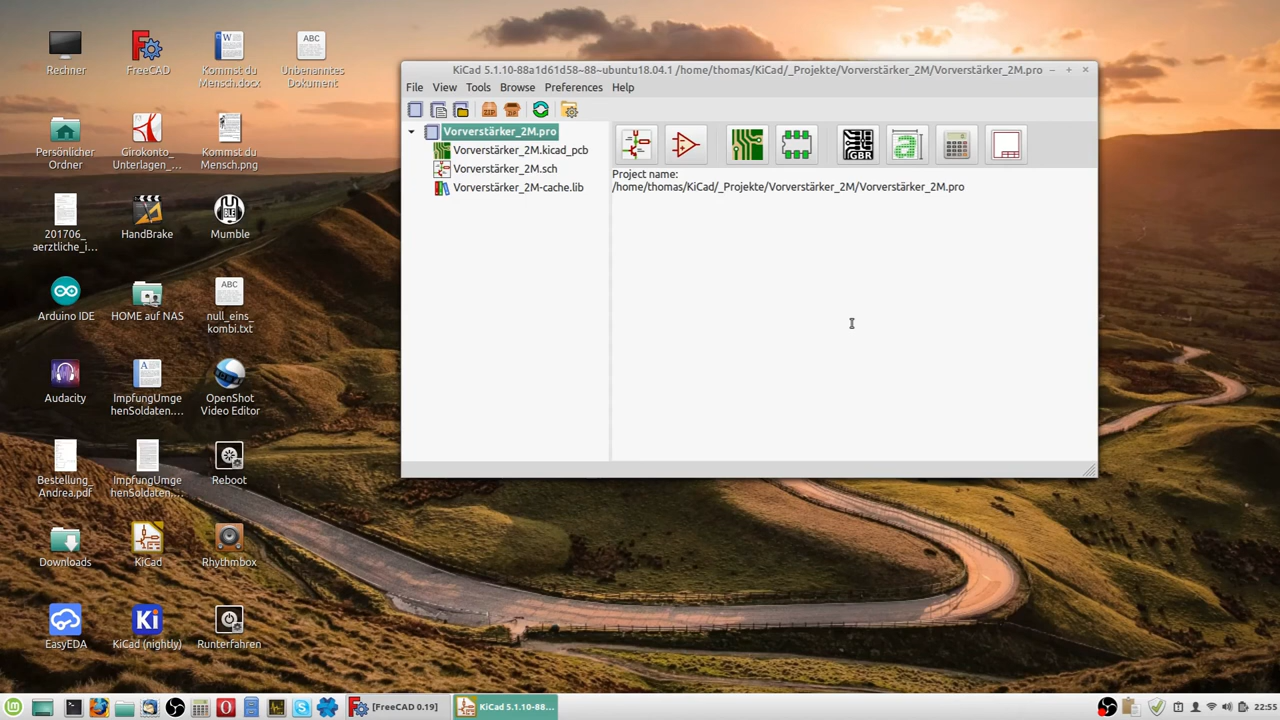 Rechner
FreeCAD
Kommst du
Mensch.docx
Unbenanntes
Dokument
Persönlicher
Ordner
Girokonto_
Unterlagen_...
Kommst du
Mensch.png
201706_
aerztliche_i...
HandBrake
Mumble
Arduino IDE
HOME auf NAS
null_eins_
kombi.txt
Audacity
ImpfungUmge
henSoldaten....
OpenShot
Video Editor
Bestellung_
Andrea.pdf
ImpfungUmge
henSoldaten....
Reboot
Downloads
KiCad
Rhythmbox
EasyEDA
KiCad (nightly)
Runterfahren
KiCad 5.1.10-88a1d61d58~88~ubuntu18.04.1 /home/thomas/KiCad/_Projekte/Vorverstärker_2M/Vorverstärker_2M.pro
File View Tools Browse Preferences Help
Vorverstärker_2M.pro
Vorverstärker_2M.kicad_pcb
Vorverstärker_2M.sch
Vorverstärker_2M-cache.lib
Project name:
/home/thomas/KiCad/_Projekte/Vorverstärker_2M/Vorverstärker_2M.pro
[FreeCAD 0.19]
KiCad 5.1.10-88...
22:55